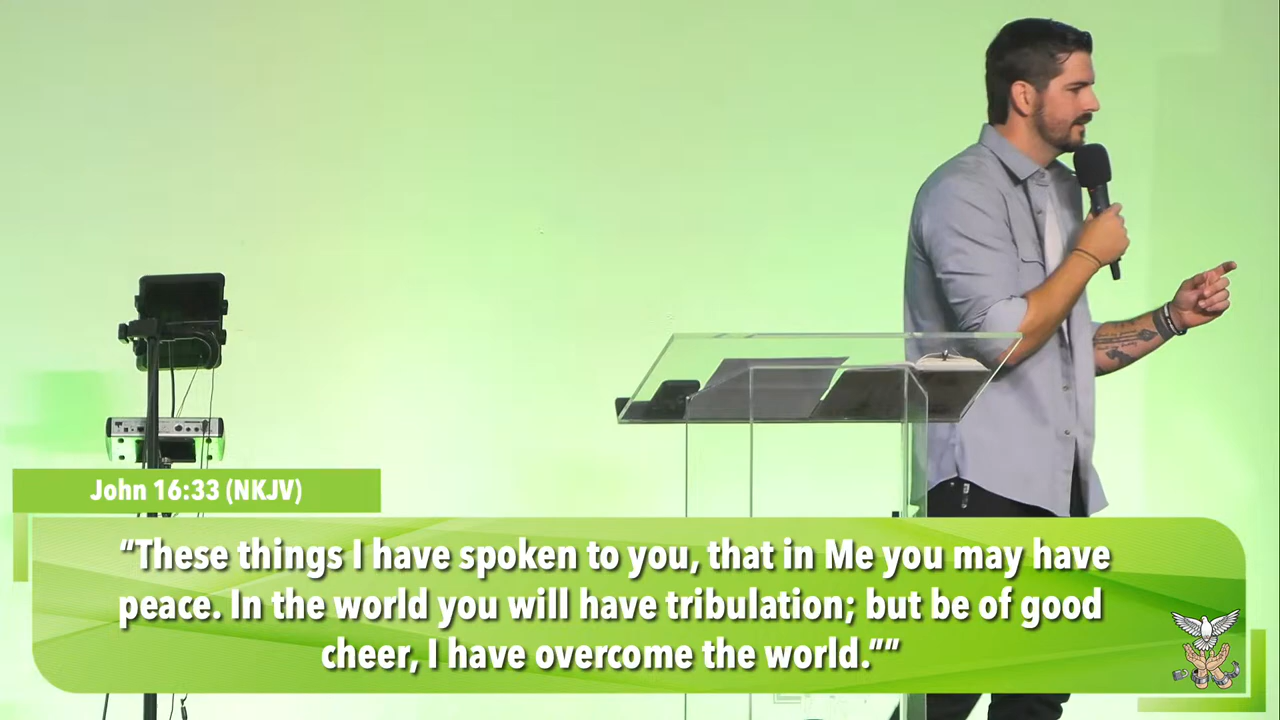 John 16:33 (NKJV)
“These things I have spoken to you, that in Me you may have
peace. In the world you will have tribulation; but be of good
cheer, I have overcome the world.””